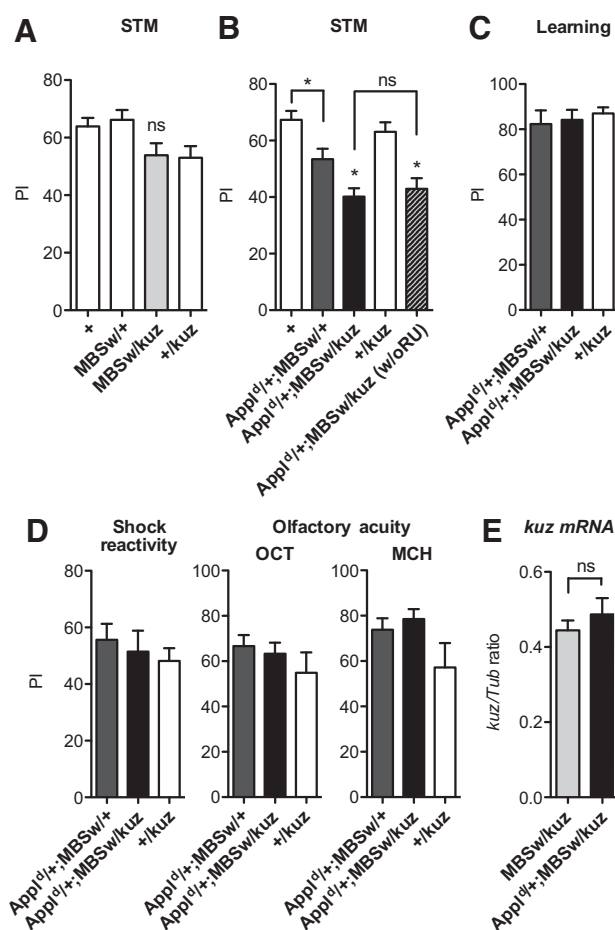 A STM
80
60
40
20
0
PI
ns
+
MBSw/+
MBSw/kuz
+/kuz
B STM
80
60
40
20
0
PI
*
ns
*
*
+
Appl^d/+;MBSw/+
Appl^d/+;MBSw/kuz
+/kuz
Appl^d/+;MBSw/kuz (w/oRU)
C Learning
100
80
60
40
20
0
PI
Appl^d/+;MBSw/+
Appl^d/+;MBSw/kuz
+/kuz
D Shock
reactivity
80
60
40
20
0
PI
Appl^d/+;MBSw/+
Appl^d/+;MBSw/kuz
+/kuz
Olfactory acuity
OCT
100
80
60
40
20
0
Appl^d/+;MBSw/+
Appl^d/+;MBSw/kuz
+/kuz
MCH
100
80
60
40
20
0
Appl^d/+;MBSw/+
Appl^d/+;MBSw/kuz
+/kuz
E kuz mRNA
0.6
0.4
0.2
0.0
kuz/Tub ratio
ns
MBSw/kuz
Appl^d/+;MBSw/kuz